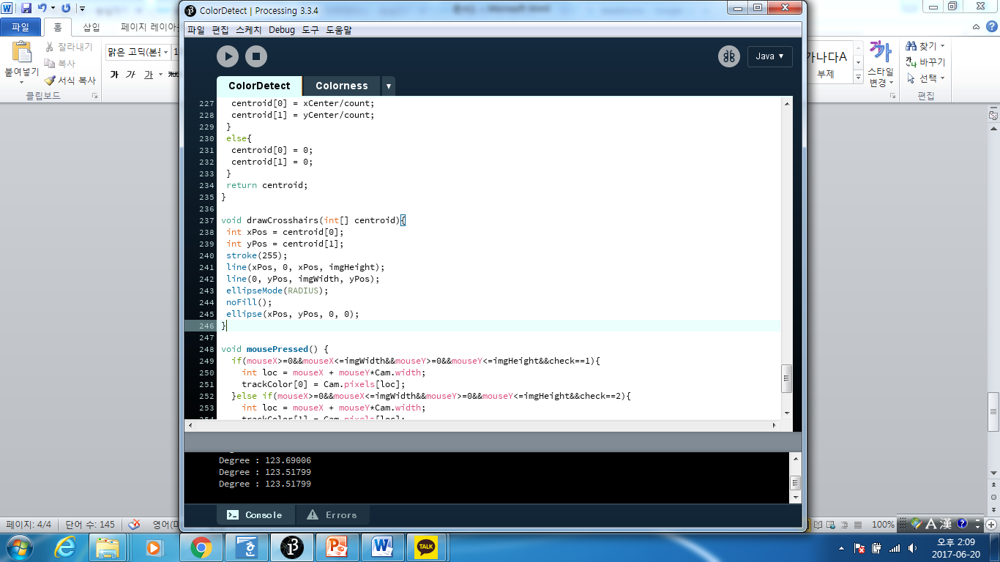 ColorDetect | Processing 3.3.4
파일 편집 스케치 Debug 도구 도움말
파일 홈 삽입 페이지 레이아
붙여넣기
잘라내기
복사
서식 복사
클립보드
맑은 고딕(본
가 가 가
가나다A
부제
스타일
변경
찾기
바꾸기
선택
편집
Java
ColorDetect Colorness
227 centroid[0] = xCenter/count;
228 centroid[1] = yCenter/count;
229 }
230 else{
231 centroid[0] = 0;
232 centroid[1] = 0;
233 }
234 return centroid;
235 }
236
237 void drawCrosshairs(int[] centroid){
238 int xPos = centroid[0];
239 int yPos = centroid[1];
240 stroke(255);
241 line(xPos, 0, xPos, imgHeight);
242 line(0, yPos, imgWidth, yPos);
243 ellipseMode(RADIUS);
244 noFill();
245 ellipse(xPos, yPos, 0, 0);
246 }
247
248 void mousePressed() {
249 if(mouseX>=0&&mouseX<=imgWidth&&mouseY>=0&&mouseY<=imgHeight&&check==1){
250 int loc = mouseX + mouseY*Cam.width;
251 trackColor[0] = Cam.pixels[loc];
252 }else if(mouseX>=0&&mouseX<=imgWidth&&mouseY>=0&&mouseY<=imgHeight&&check==2){
253 int loc = mouseX + mouseY*Cam.width;
254 trackColor[1] = Cam.pixels[loc];
Degree : 123.69006
Degree : 123.51799
Degree : 123.51799
Console Errors
페이지: 4/4 단어 수: 145 영어(미
100%
A 漢
TALK
오후 2:09
2017-06-20